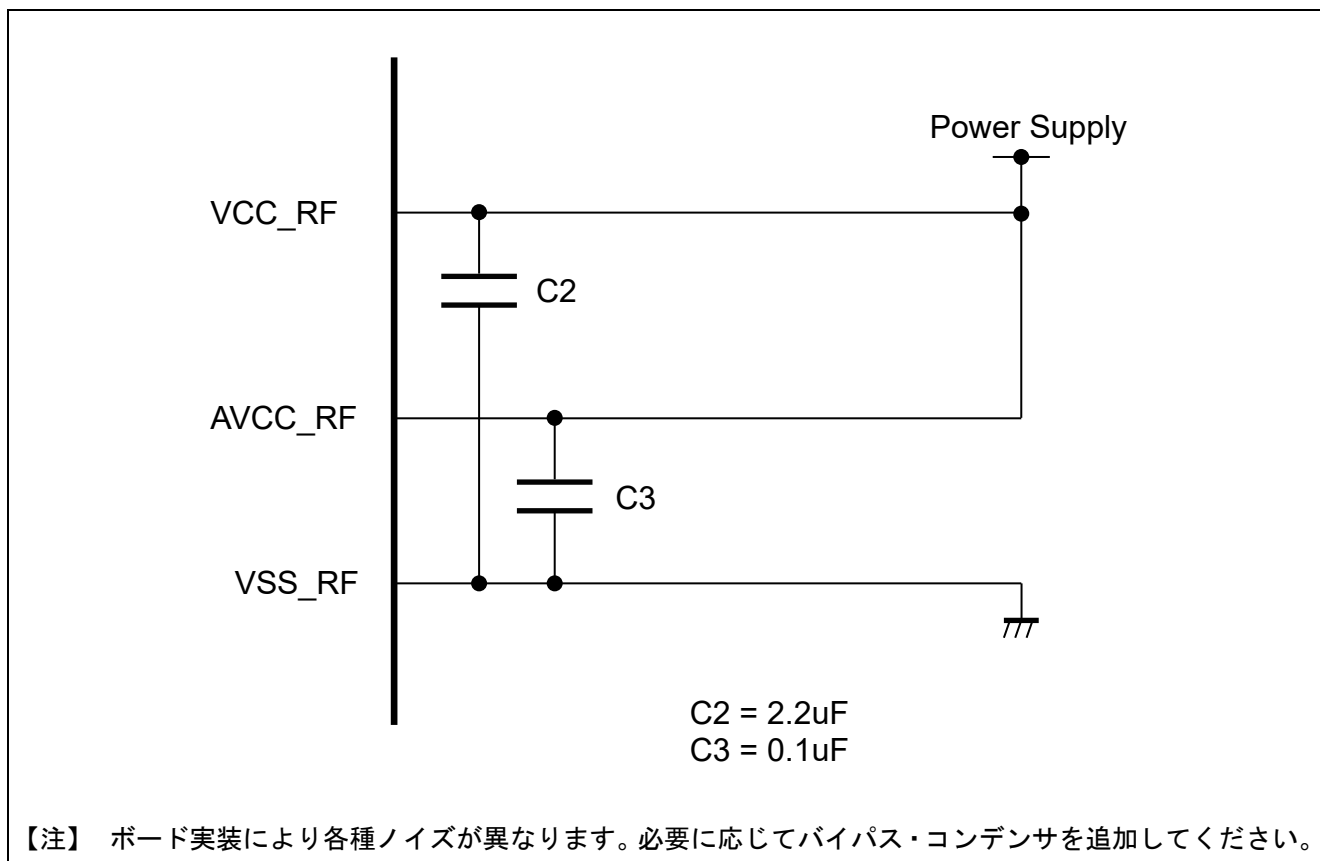 Power Supply
VCC_RF
C2
AVCC_RF
C3
VSS_RF
C2 = 2.2uF
C3 = 0.1uF
【注】 ボード実装により各種ノイズが異なります。必要に応じてバイパス・コンデンサを追加してください。